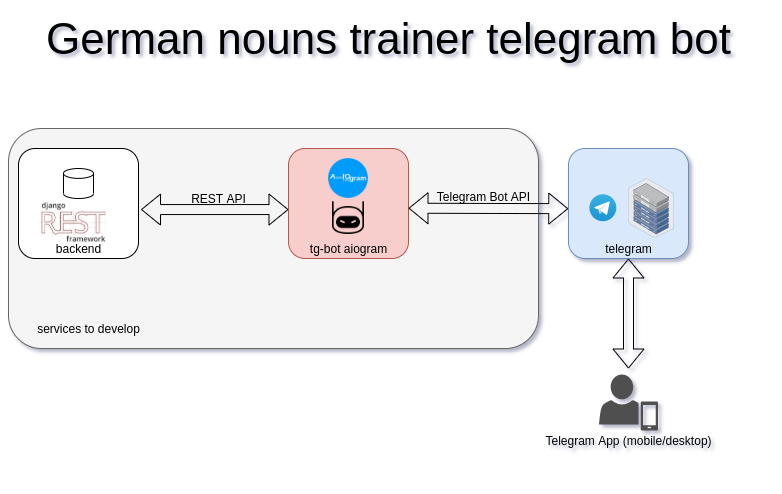 German nouns trainer telegram bot
django
REST
framework
backend
REST API
AIOgram
tg-bot aiogram
Telegram Bot API
telegram
services to develop
Telegram App (mobile/desktop)